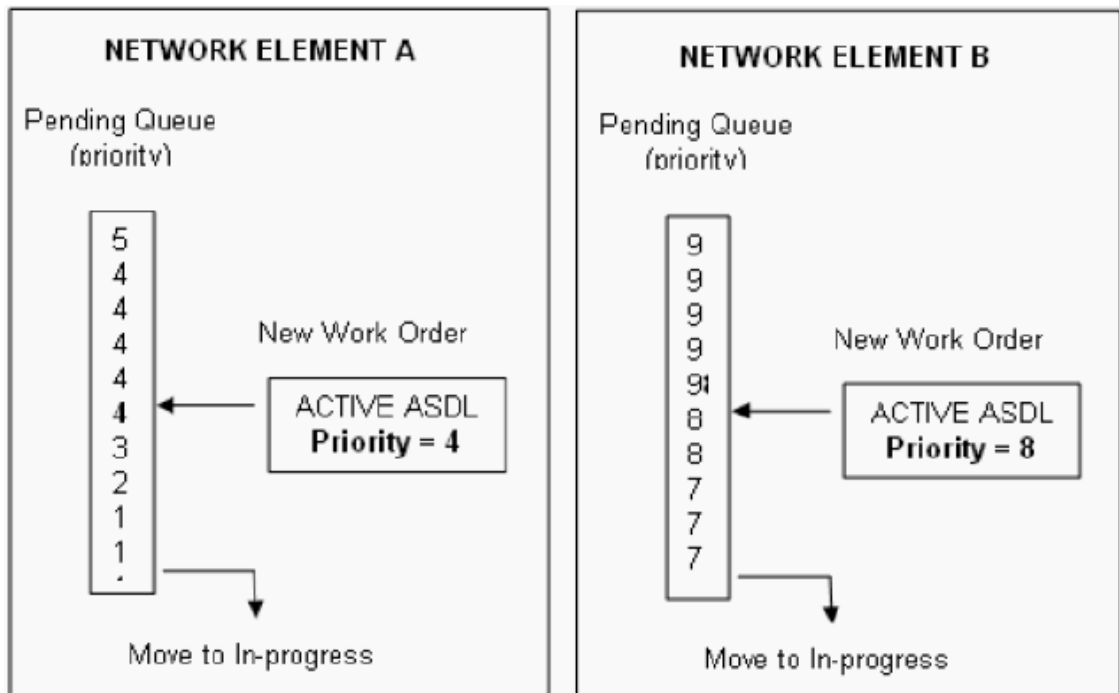 NETWORK ELEMENT A
Pending Queue
(priority)
5
4
4
4
4
4
3
2
1
1
New Work Order
ACTIVE ASDL
Priority = 4
Move to In-progress
NETWORK ELEMENT B
Pending Queue
(priority)
9
9
9
9
9
8
8
7
7
7
New Work Order
ACTIVE ASDL
Priority = 8
Move to In-progress